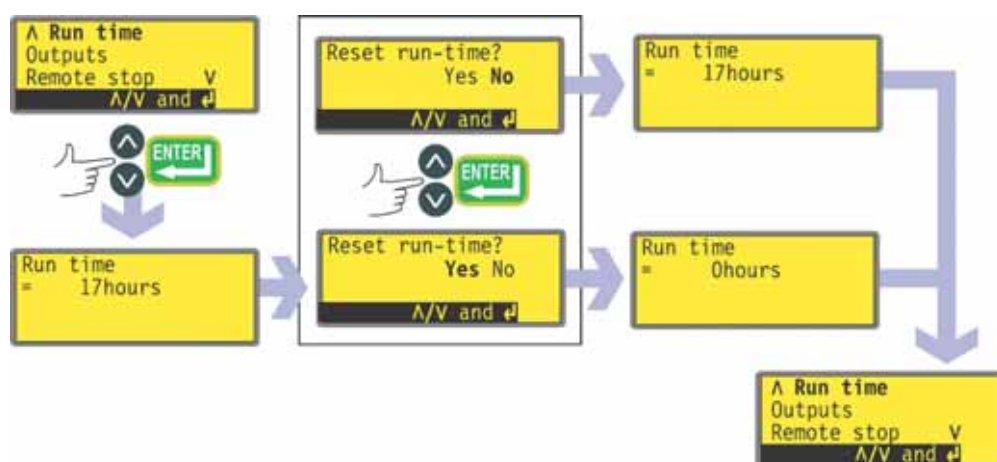 ∧ Run time
Outputs
Remote stop ∨
∧/∨ and ↵
ENTER
Run time
= 17hours
Reset run-time?
Yes No
∧/∨ and ↵
ENTER
Reset run-time?
Yes No
∧/∨ and ↵
Run time
= 17hours
Run time
= 0hours
∧ Run time
Outputs
Remote stop ∨
∧/∨ and ↵